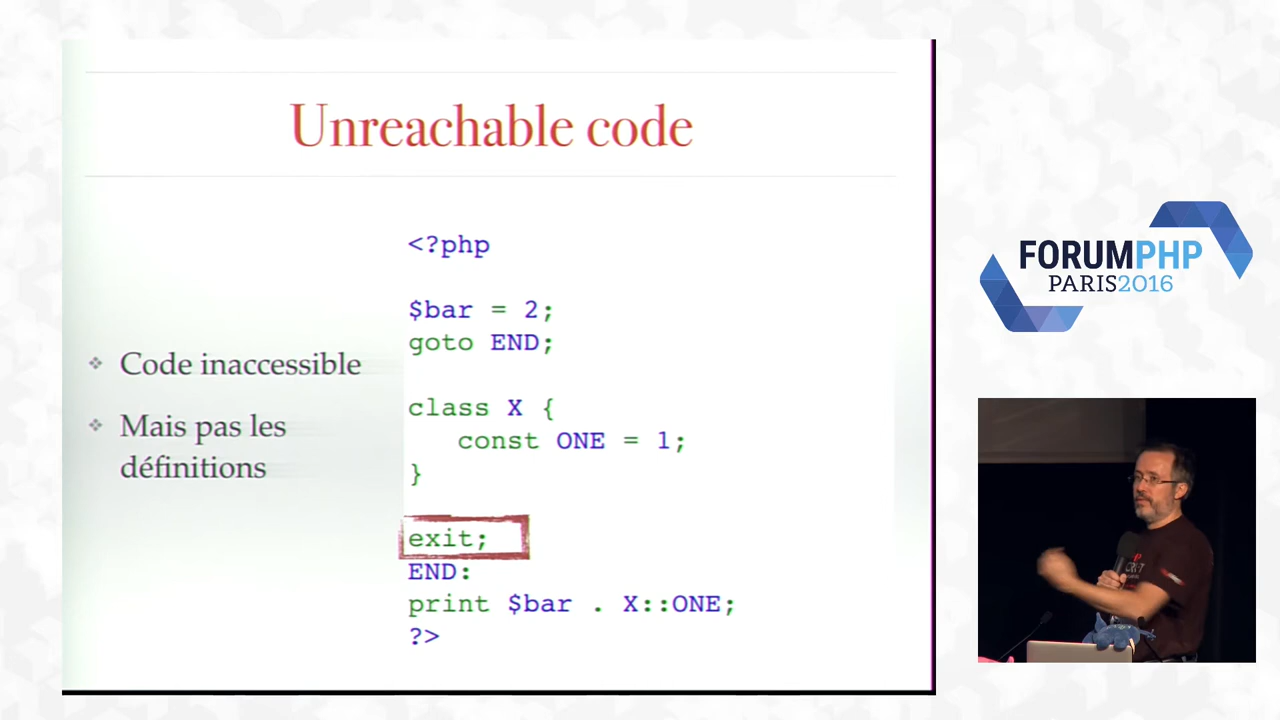 Unreachable code
Code inaccessible
Mais pas les
définitions
<?php
$bar = 2;
goto END;
class X {
const ONE = 1;
}
exit;
END:
print $bar . X::ONE;
?>
FORUMPHP
PARIS2016